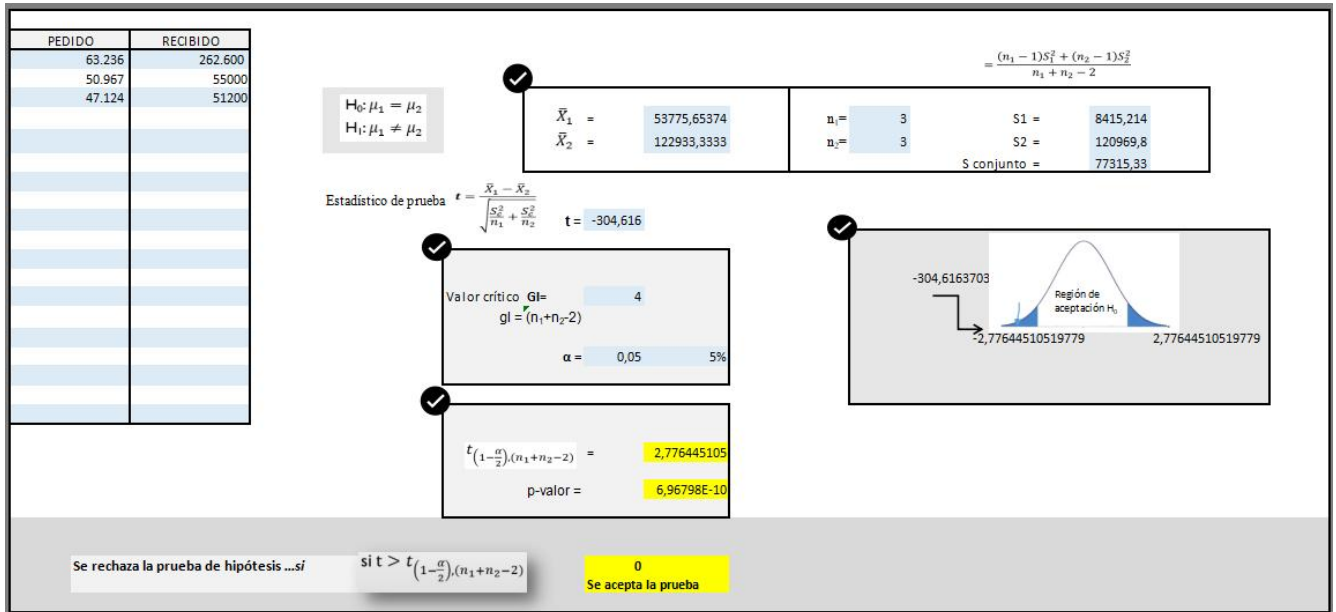 PEDIDO RECIBIDO
63.236 262.600
50.967 55000
47.124 51200
H₀: μ₁ = μ₂
H₁: μ₁ ≠ μ₂
= (n₁ − 1)S₁² + (n₂ − 1)S₂² / n₁ + n₂ − 2
X̄₁ = 53775,65374 n₁= 3 S1 = 8415,214
X̄₂ = 122933,3333 n₂= 3 S2 = 120969,8
S conjunto = 77315,33
Estadístico de prueba t = X̄₁ − X̄₂ / √(S_c²/n₁ + S_c²/n₂)
t = -304,616
Valor crítico Gl= 4
gl = (n₁+n₂-2)
α = 0,05 5%
-304,6163703
Región de
aceptación H₀
-2,77644510519779 2,77644510519779
t(1−α/2),(n₁+n₂−2) = 2,776445105
p-valor = 6,96798E-10
Se rechaza la prueba de hipótesis ...si si t > t(1−α/2),(n₁+n₂−2) 0
Se acepta la prueba